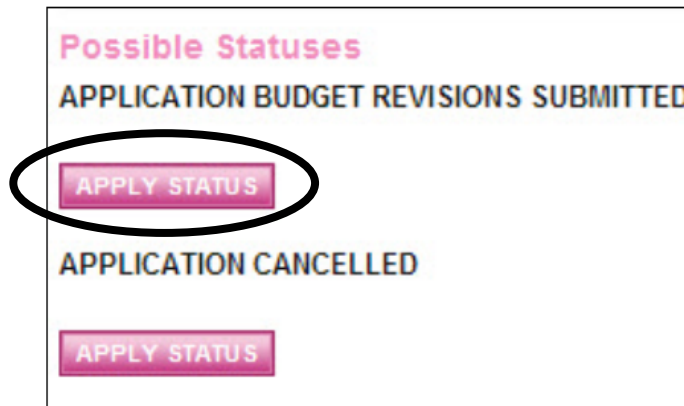 Possible Statuses
APPLICATION BUDGET REVISIONS SUBMITTED
APPLY STATUS
APPLICATION CANCELLED
APPLY STATUS